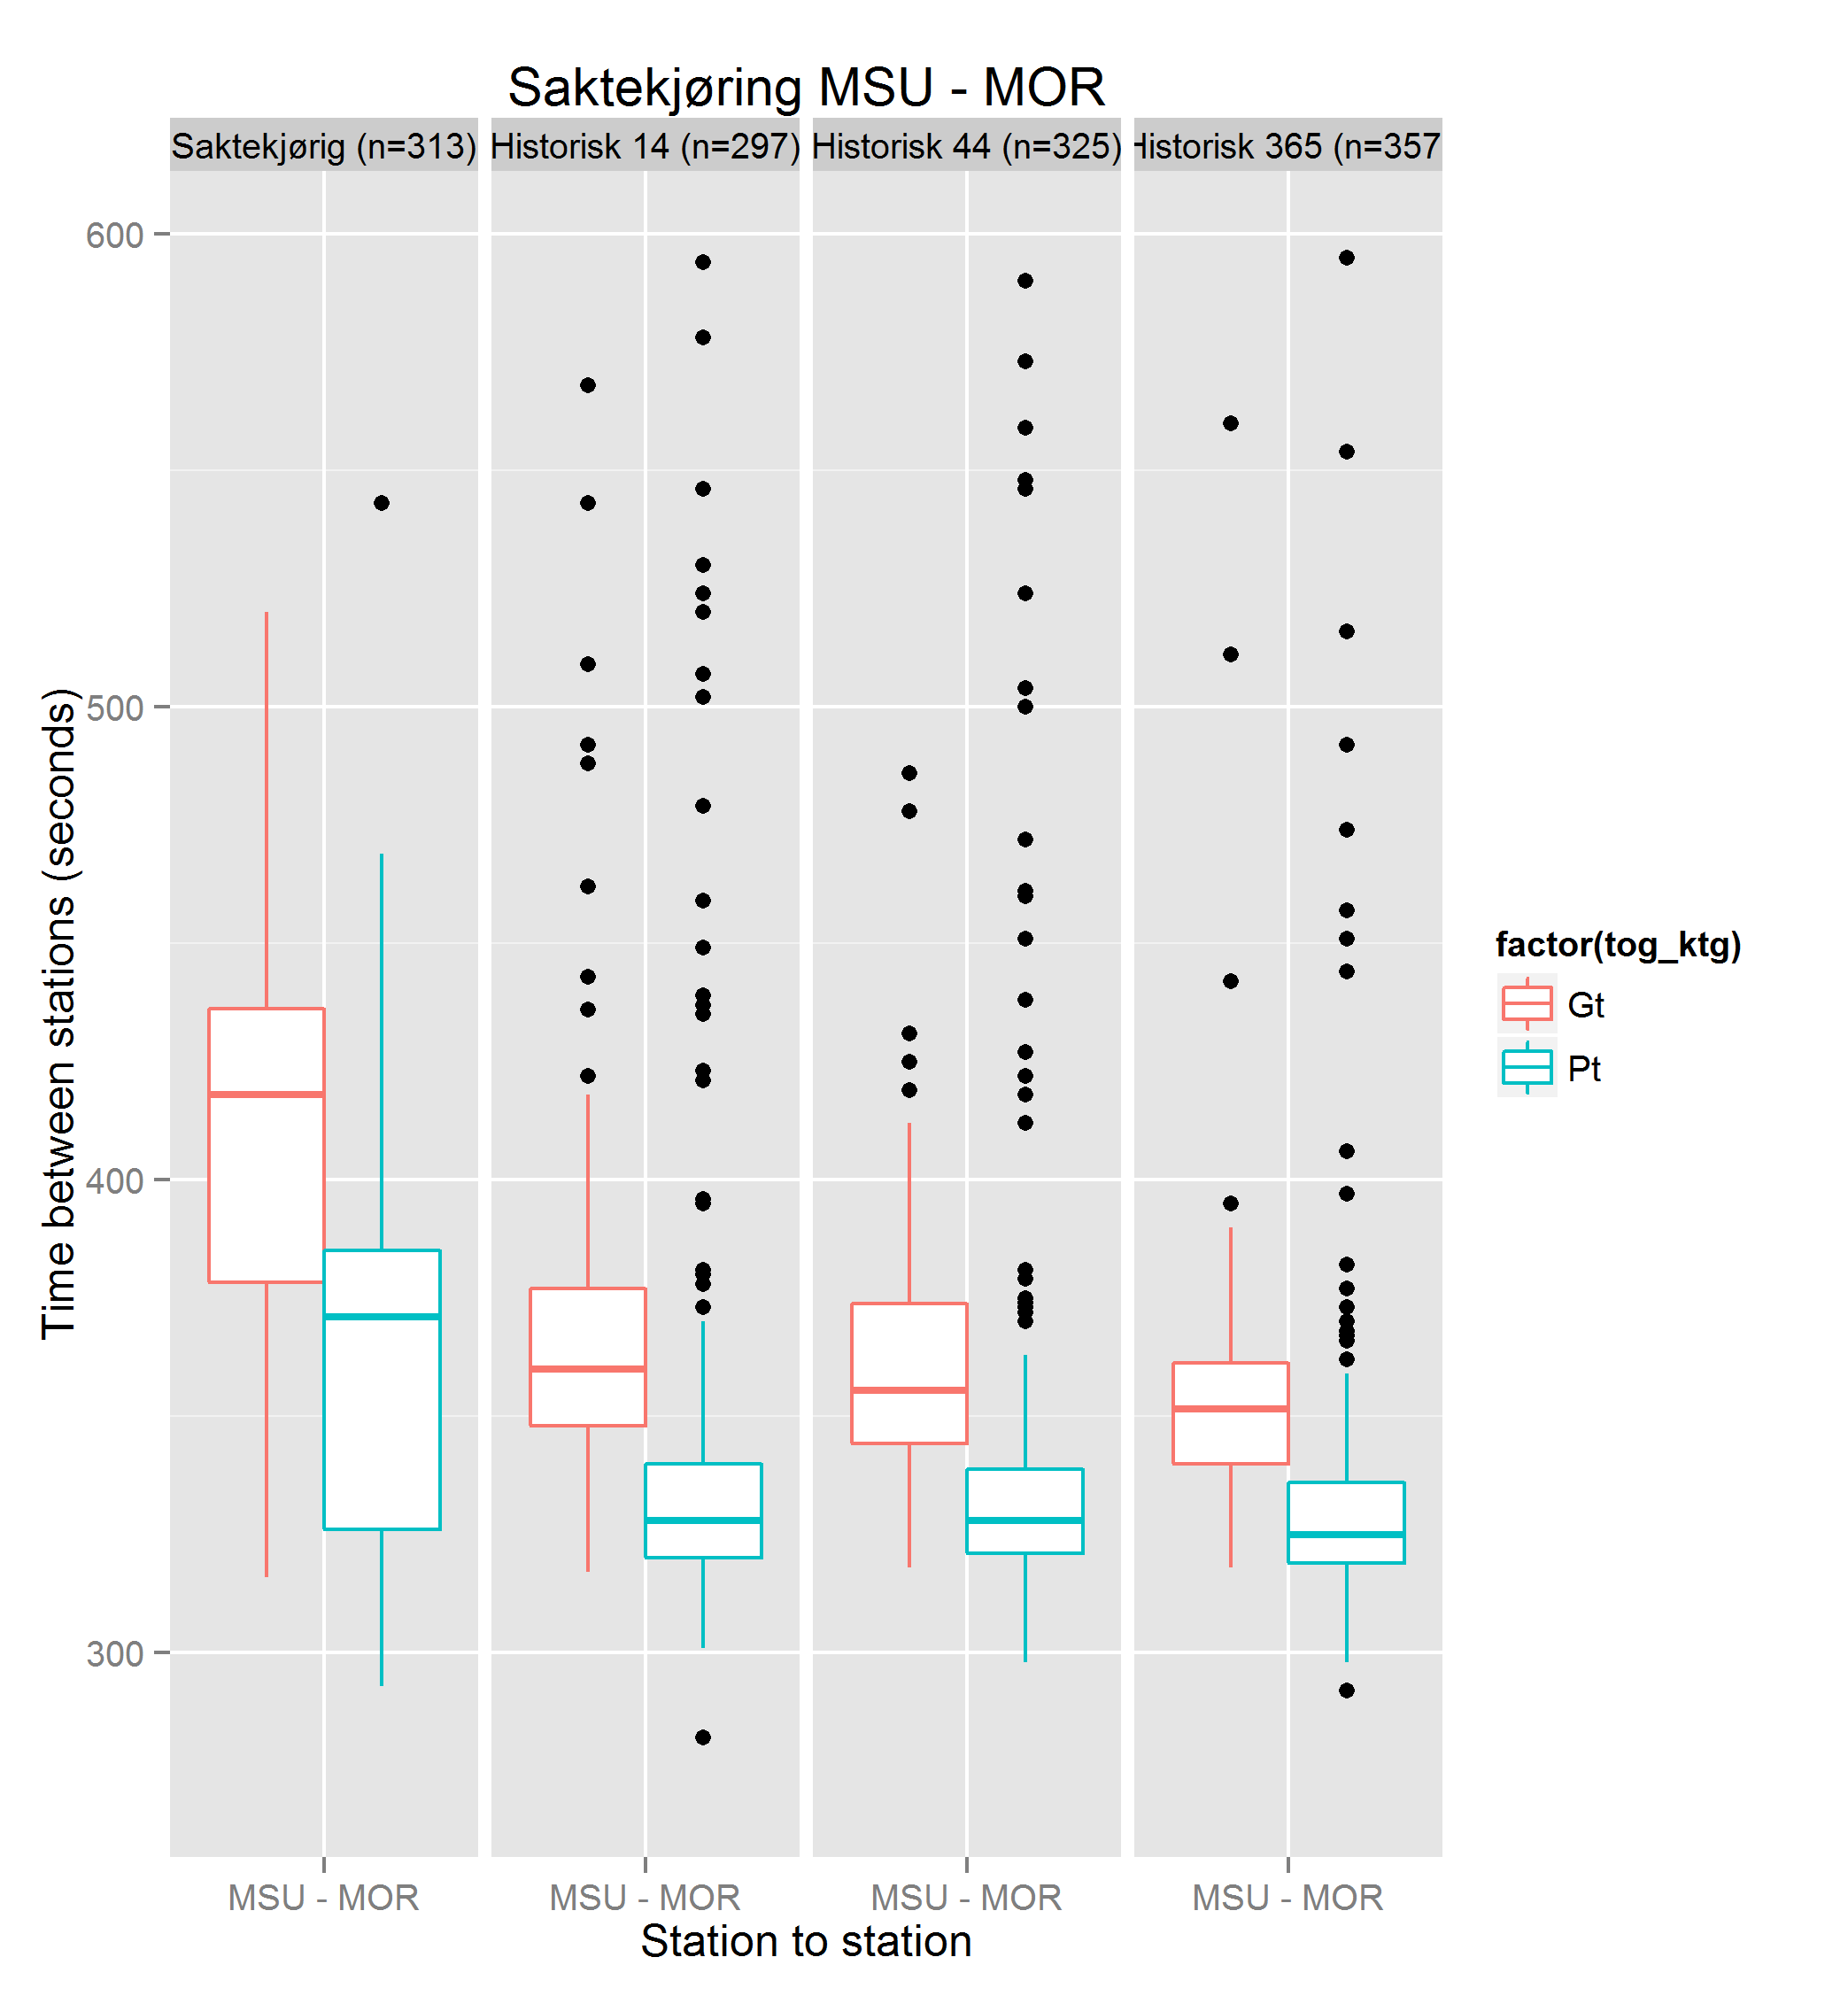 Saktekjøring MSU - MOR
Saktekjørig (n=313)
Historisk 14 (n=297)
Historisk 44 (n=325)
Historisk 365 (n=357
600
500
400
300
Time between stations (seconds)
MSU - MOR
MSU - MOR
MSU - MOR
MSU - MOR
Station to station
factor(tog_ktg)
Gt
Pt